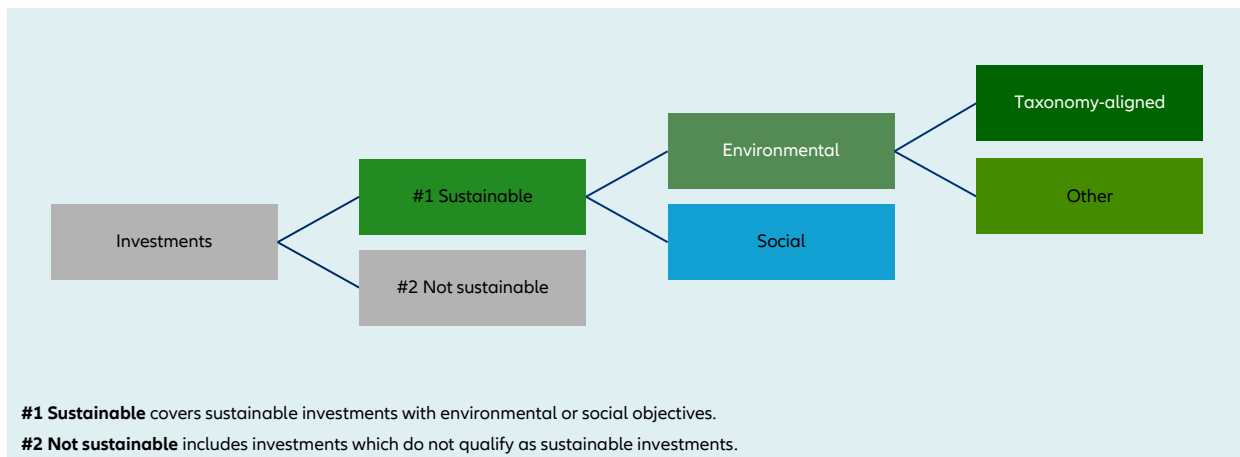 Taxonomy-aligned
Environmental
#1 Sustainable
Other
Investments
Social
#2 Not sustainable
#1 Sustainable covers sustainable investments with environmental or social objectives.
#2 Not sustainable includes investments which do not qualify as sustainable investments.